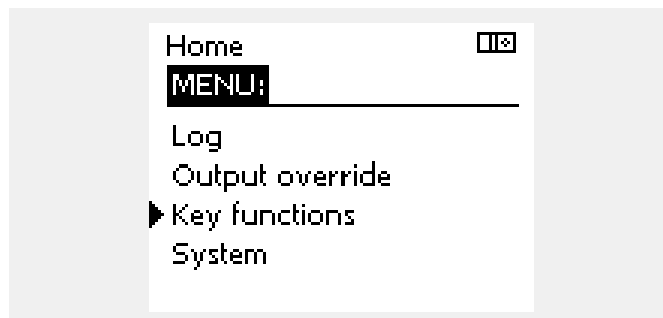 Home
MENU:
Log
Output override
Key functions
System